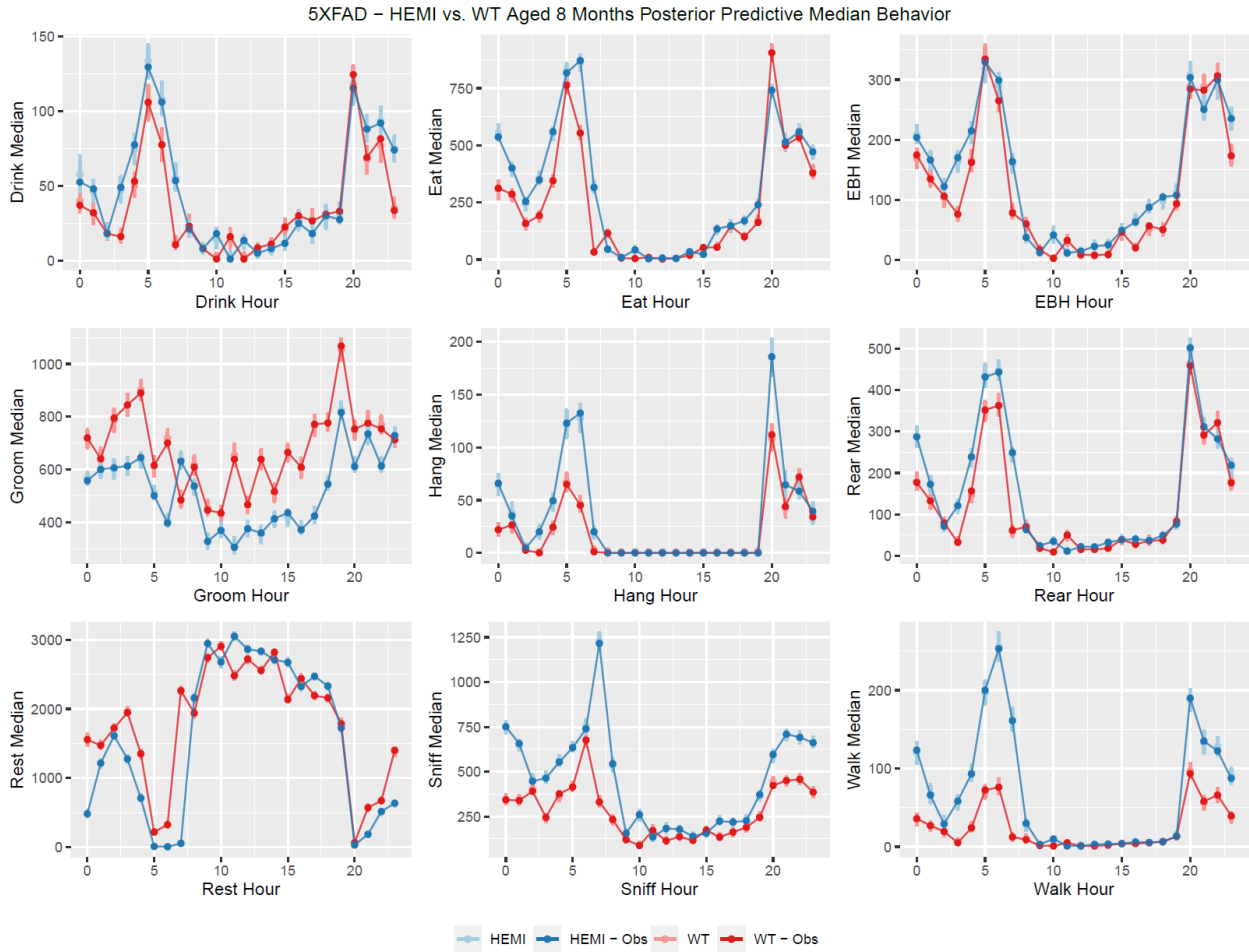 5XFAD − HEMI vs. WT Aged 8 Months Posterior Predictive Median Behavior
150
100
50
0
Drink Median
0 5 10 15 20
Drink Hour
750
500
250
0
Eat Median
0 5 10 15 20
Eat Hour
300
200
100
0
EBH Median
0 5 10 15 20
EBH Hour
1000
800
600
400
Groom Median
0 5 10 15 20
Groom Hour
200
150
100
50
0
Hang Median
0 5 10 15 20
Hang Hour
500
400
300
200
100
0
Rear Median
0 5 10 15 20
Rear Hour
3000
2000
1000
0
Rest Median
0 5 10 15 20
Rest Hour
1250
1000
750
500
250
Sniff Median
0 5 10 15 20
Sniff Hour
200
100
0
Walk Median
0 5 10 15 20
Walk Hour
HEMI HEMI − Obs WT WT − Obs